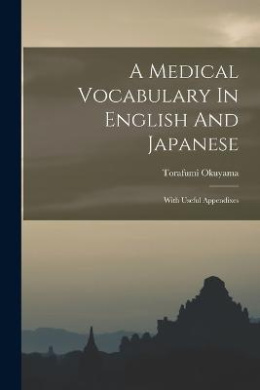 A Medical
Vocabulary In
English And
Japanese
Torafumi Okuyama
With Useful Appendixes